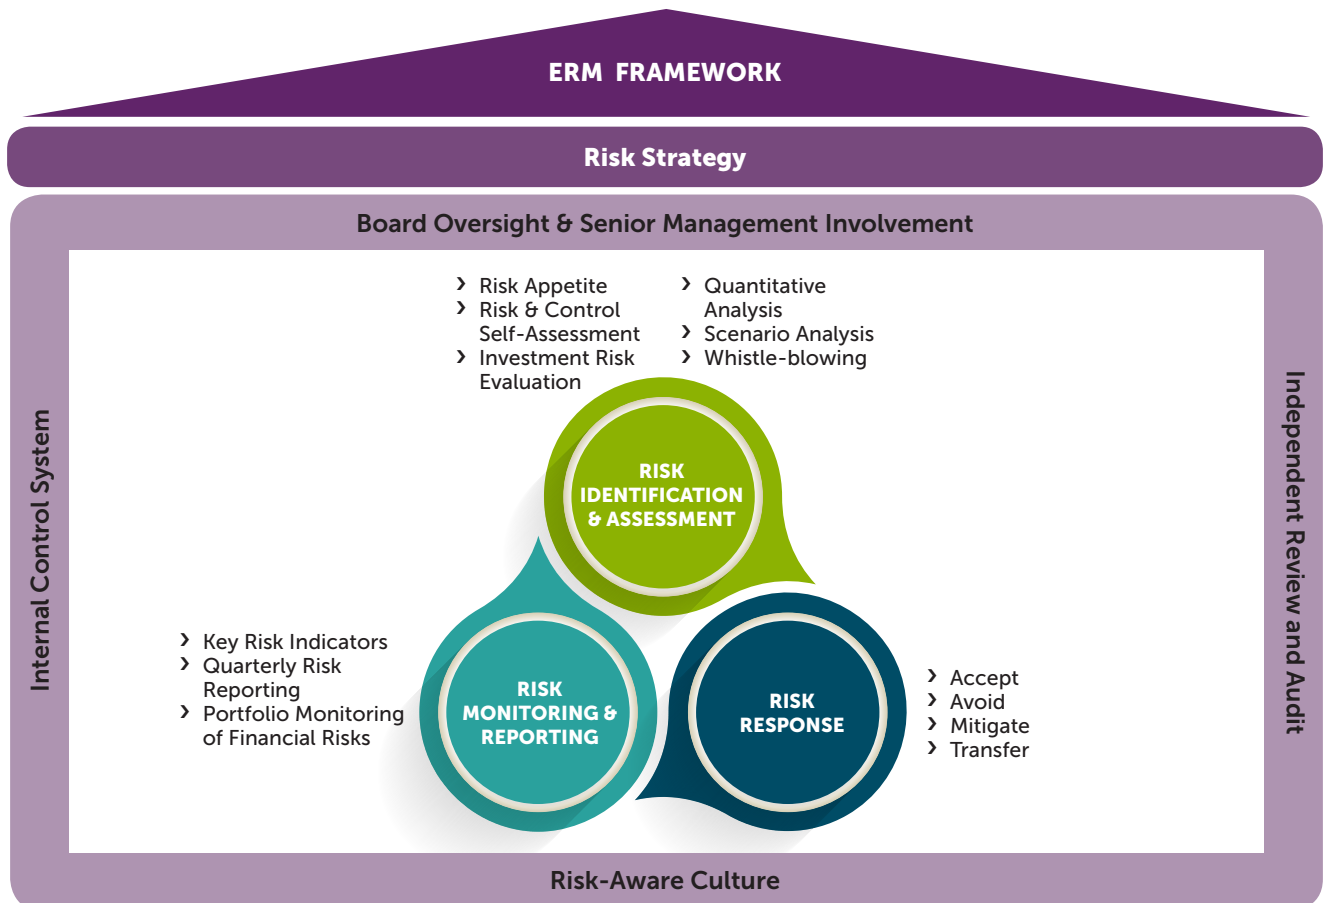 ERM FRAMEWORK
Risk Strategy
Board Oversight & Senior Management Involvement
› Risk Appetite
› Risk & Control
Self-Assessment
› Investment Risk
Evaluation
› Quantitative
Analysis
› Scenario Analysis
› Whistle-blowing
Internal Control System
Independent Review and Audit
RISK
IDENTIFICATION
& ASSESSMENT
› Key Risk Indicators
› Quarterly Risk
Reporting
› Portfolio Monitoring
of Financial Risks
RISK
MONITORING &
REPORTING
RISK
RESPONSE
› Accept
› Avoid
› Mitigate
› Transfer
Risk-Aware Culture